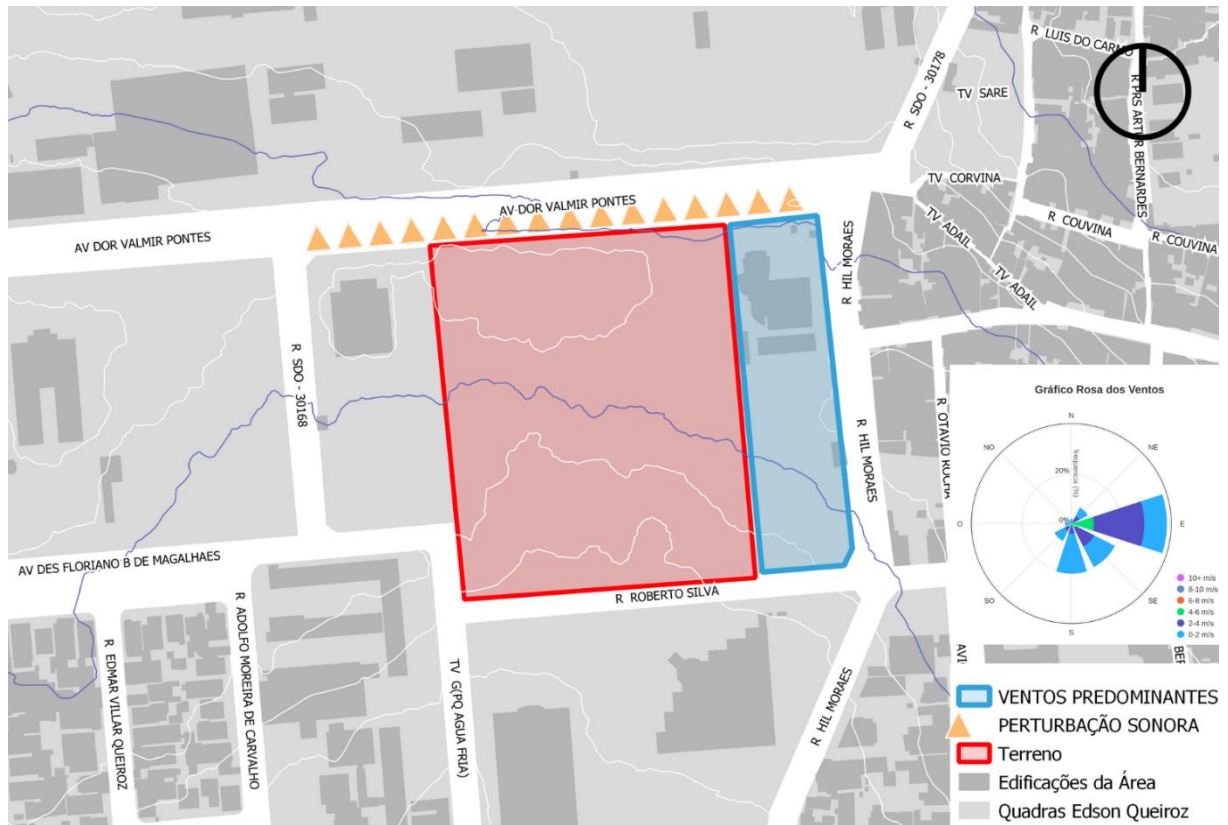 R LUIS DO CARMO
R PRS ARTUR BERNARDES
TV SARE
R SDO - 30178
TV CORVINA
AV DOR VALMIR PONTES
AV DOR VALMIR PONTES
TV ADAIL
R COUVINA
R COUVINA
TV ADAIL
R HIL MORAES
R SDO - 30168
R HIL MORAES
R OTAVIO ROCHA
Gráfico Rosa dos Ventos
N
NO
NE
frequencia (%)
20%
0%
O
E
SO
SE
S
10+ m/s
8-10 m/s
6-8 m/s
4-6 m/s
2-4 m/s
0-2 m/s
AV DES FLORIANO B DE MAGALHAES
R ROBERTO SILVA
R EDMAR VILLAR QUEIROZ
R ADOLFO MOREIRA DE CARVALHO
TV G(PQ AGUA FRIA)
R HIL MORAES
VENTOS PREDOMINANTES
PERTURBAÇÃO SONORA
Terreno
Edificações da Área
Quadras Edson Queiroz